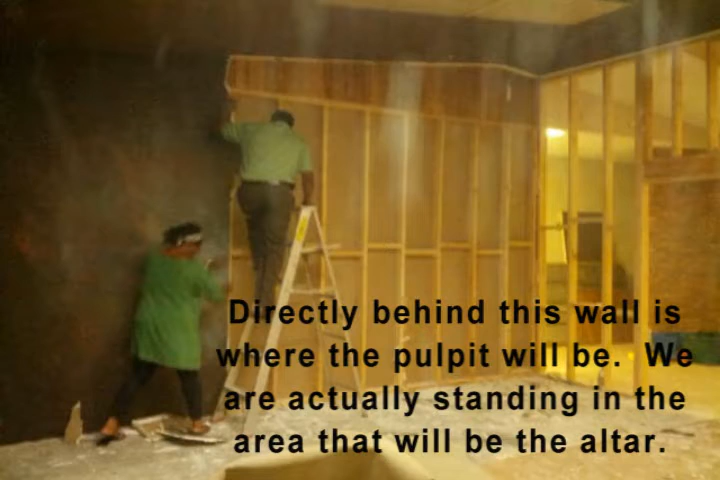 Directly behind this wall is
where the pulpit will be.  We
are actually standing in the
area that will be the altar.